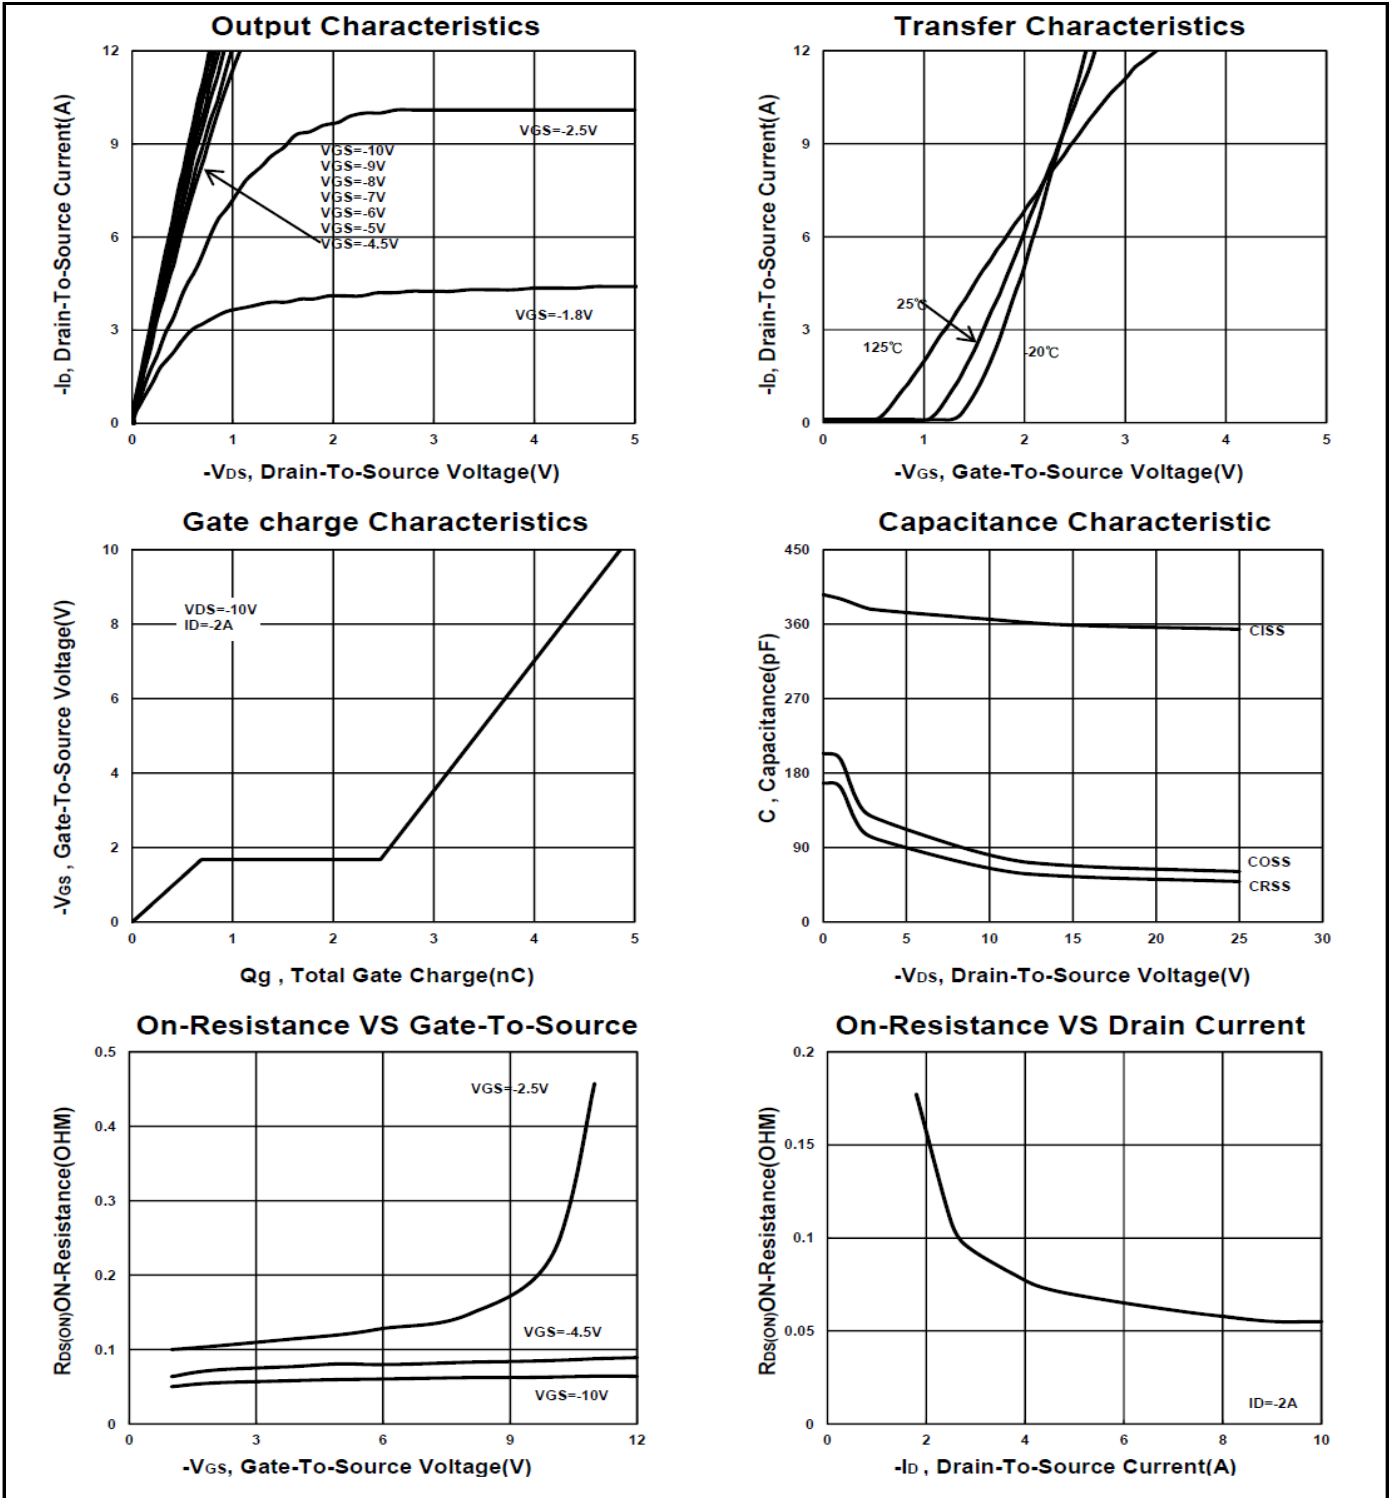 Output Characteristics
12
9
6
3
0
0 1 2 3 4 5
-ID, Drain-To-Source Current(A)
VGS=-2.5V
VGS=-10V
VGS=-9V
VGS=-8V
VGS=-7V
VGS=-6V
VGS=-5V
VGS=-4.5V
VGS=-1.8V
-VDS, Drain-To-Source Voltage(V)
Transfer Characteristics
12
9
6
3
0
0 1 2 3 4 5
-ID, Drain-To-Source Current(A)
25℃
125℃
-20℃
-VGS, Gate-To-Source Voltage(V)
Gate charge Characteristics
10
8
6
4
2
0
0 1 2 3 4 5
-VGS , Gate-To-Source Voltage(V)
VDS=-10V
ID=-2A
Qg , Total Gate Charge(nC)
Capacitance Characteristic
450
360
270
180
90
0
0 5 10 15 20 25 30
C , Capacitance(pF)
CISS
COSS
CRSS
-VDS, Drain-To-Source Voltage(V)
On-Resistance VS Gate-To-Source
0.5
0.4
0.3
0.2
0.1
0
0 3 6 9 12
RDS(ON)ON-Resistance(OHM)
VGS=-2.5V
VGS=-4.5V
VGS=-10V
-VGS, Gate-To-Source Voltage(V)
On-Resistance VS Drain Current
0.2
0.15
0.1
0.05
0
0 2 4 6 8 10
RDS(ON)ON-Resistance(OHM)
ID=-2A
-ID , Drain-To-Source Current(A)